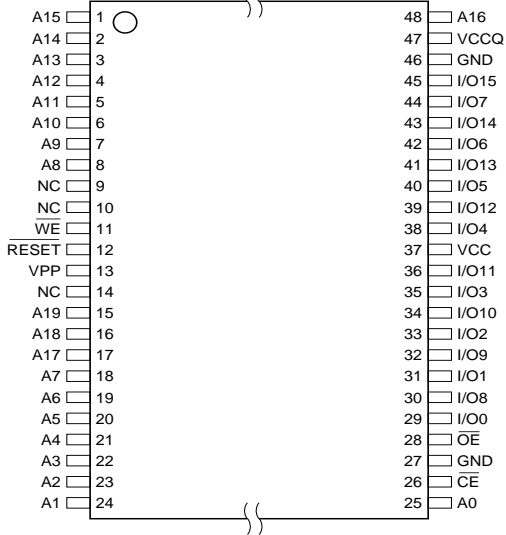 A15 1 48 A16
A14 2 47 VCCQ
A13 3 46 GND
A12 4 45 I/O15
A11 5 44 I/O7
A10 6 43 I/O14
A9 7 42 I/O6
A8 8 41 I/O13
NC 9 40 I/O5
NC 10 39 I/O12
W̅E̅ 11 38 I/O4
R̅E̅S̅E̅T̅ 12 37 VCC
VPP 13 36 I/O11
NC 14 35 I/O3
A19 15 34 I/O10
A18 16 33 I/O2
A17 17 32 I/O9
A7 18 31 I/O1
A6 19 30 I/O8
A5 20 29 I/O0
A4 21 28 O̅E̅
A3 22 27 GND
A2 23 26 C̅E̅
A1 24 25 A0